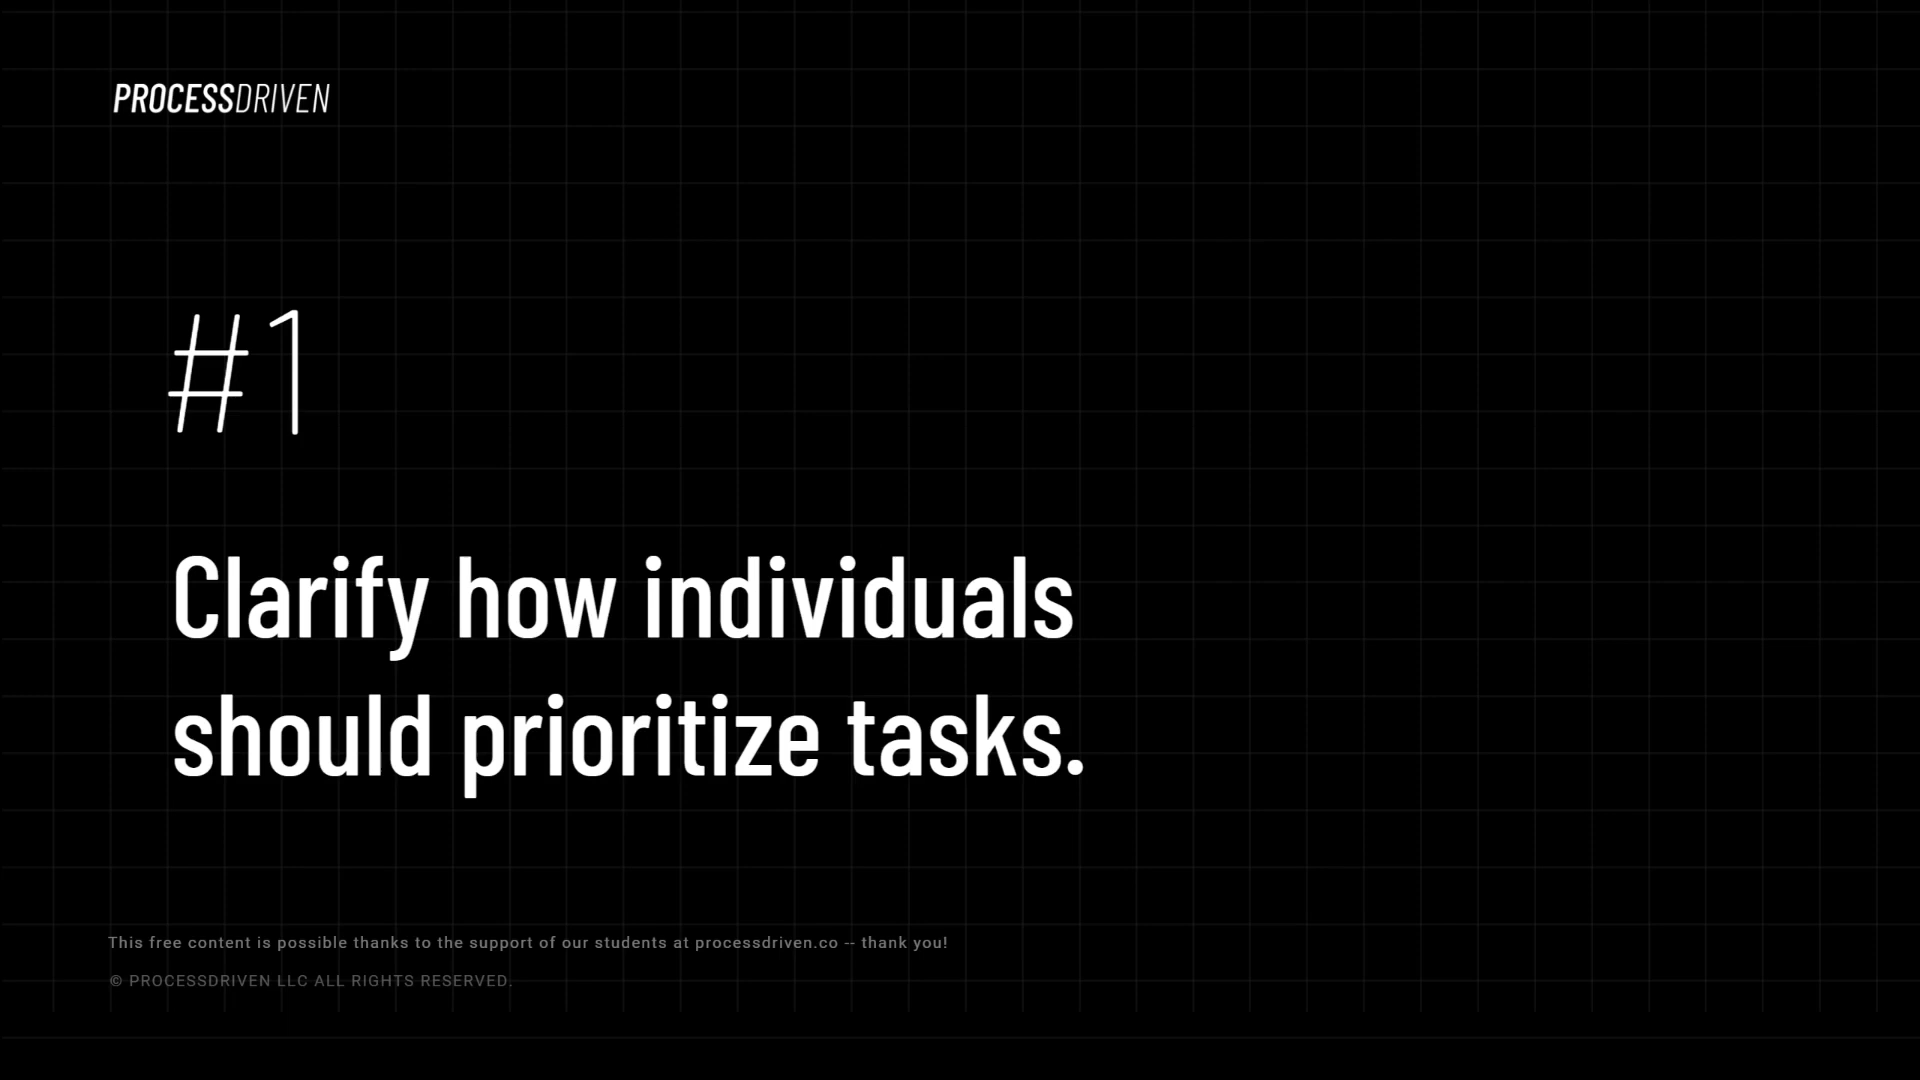 PROCESSDRIVEN
#1
Clarify how individuals
should prioritize tasks.
This free content is possible thanks to the support of our students at processdriven.co -- thank you!
© PROCESSDRIVEN LLC ALL RIGHTS RESERVED.